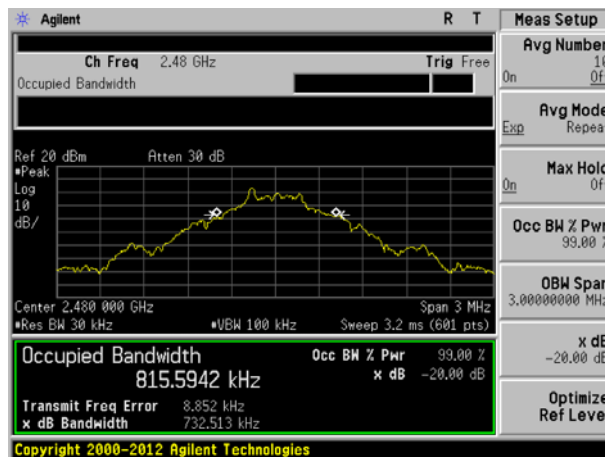 Agilent R T Meas Setup
Ch Freq 2.48 GHz Trig Free
Occupied Bandwidth
Avg Number
10
On Off
Avg Mode
Exp Repeat
Ref 20 dBm Atten 30 dB
Peak
Log
10
dB/
Max Hold
On Off
Occ BW % Pwr
99.00 %
Center 2.480 000 GHz Span 3 MHz
Res BW 30 kHz VBW 100 kHz Sweep 3.2 ms (601 pts)
OBW Span
3.00000000 MHz
Occupied Bandwidth Occ BW % Pwr 99.00 %
815.5942 kHz x dB -20.00 dB
x dB
-20.00 dB
Transmit Freq Error 8.852 kHz
x dB Bandwidth 732.513 kHz
Optimize
Ref Level
Copyright 2000-2012 Agilent Technologies